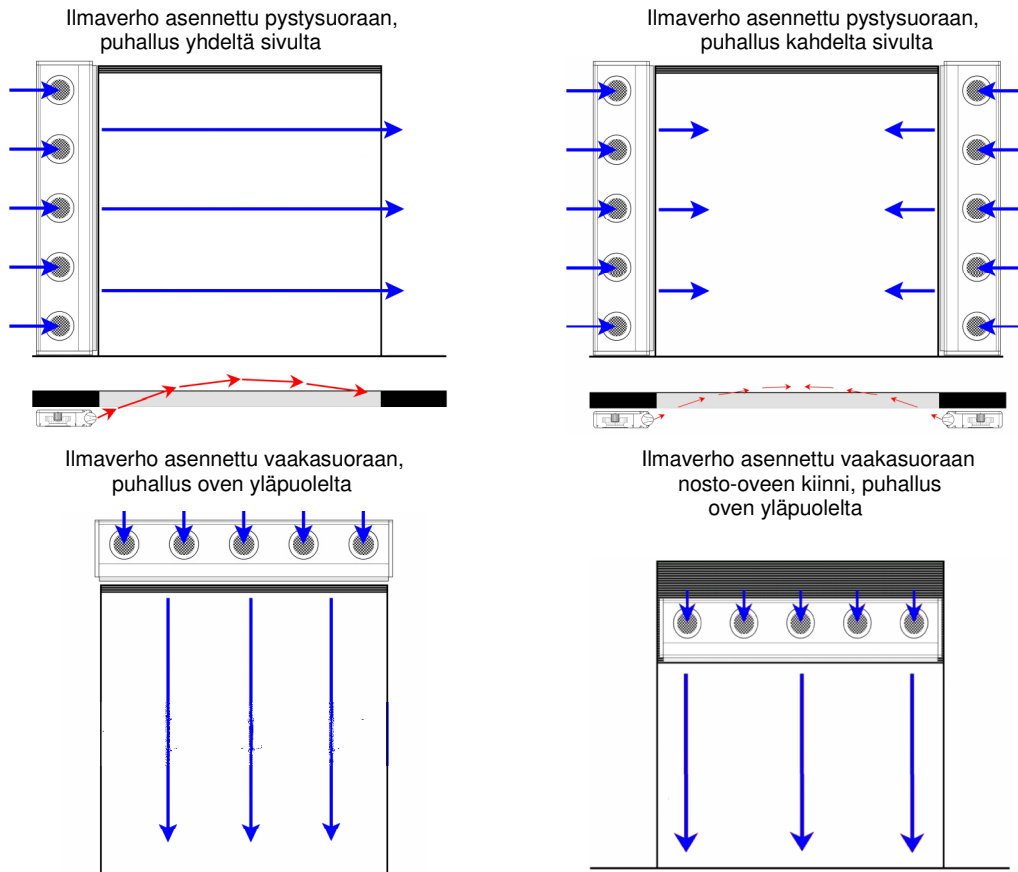 Ilmaverho asennettu pystysuoraan,
puhallus yhdeltä sivulta
Ilmaverho asennettu pystysuoraan,
puhallus kahdelta sivulta
Ilmaverho asennettu vaakasuoraan,
puhallus oven yläpuolelta
Ilmaverho asennettu vaakasuoraan
nosto-oveen kiinni, puhallus
oven yläpuolelta